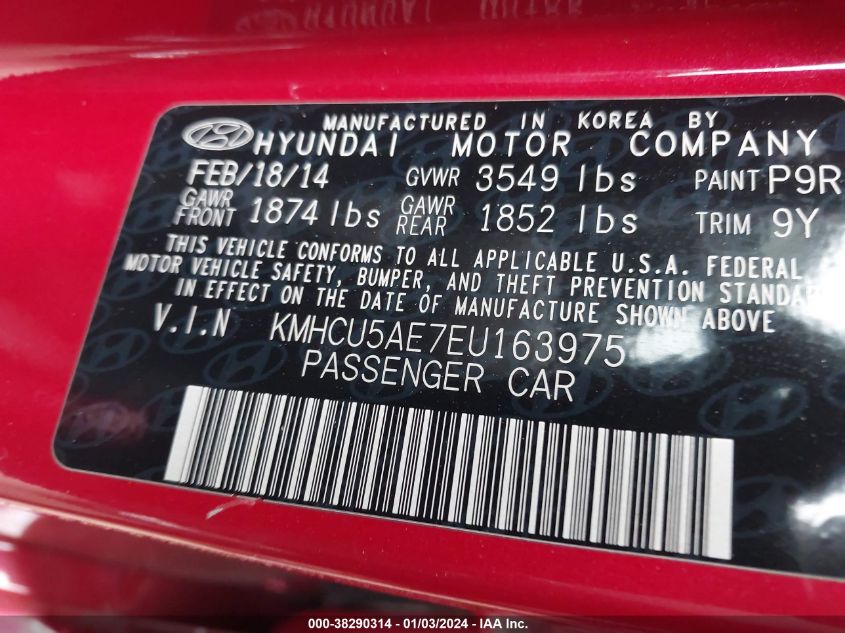 MANUFACTURED IN KOREA BY
HYUNDAI MOTOR COMPANY
FEB/18/14 GVWR 3549 lbs PAINT P9R
GAWR FRONT 1874 lbs GAWR REAR 1852 lbs TRIM 9Y
THIS VEHICLE CONFORMS TO ALL APPLICABLE U.S.A. FEDERAL
MOTOR VEHICLE SAFETY, BUMPER, AND THEFT PREVENTION STANDA
IN EFFECT ON THE DATE OF MANUFACTURE SHOWN ABOVE
V.I.N KMHCU5AE7EU163975
PASSENGER CAR
000-38290314 - 01/03/2024 - IAA Inc.